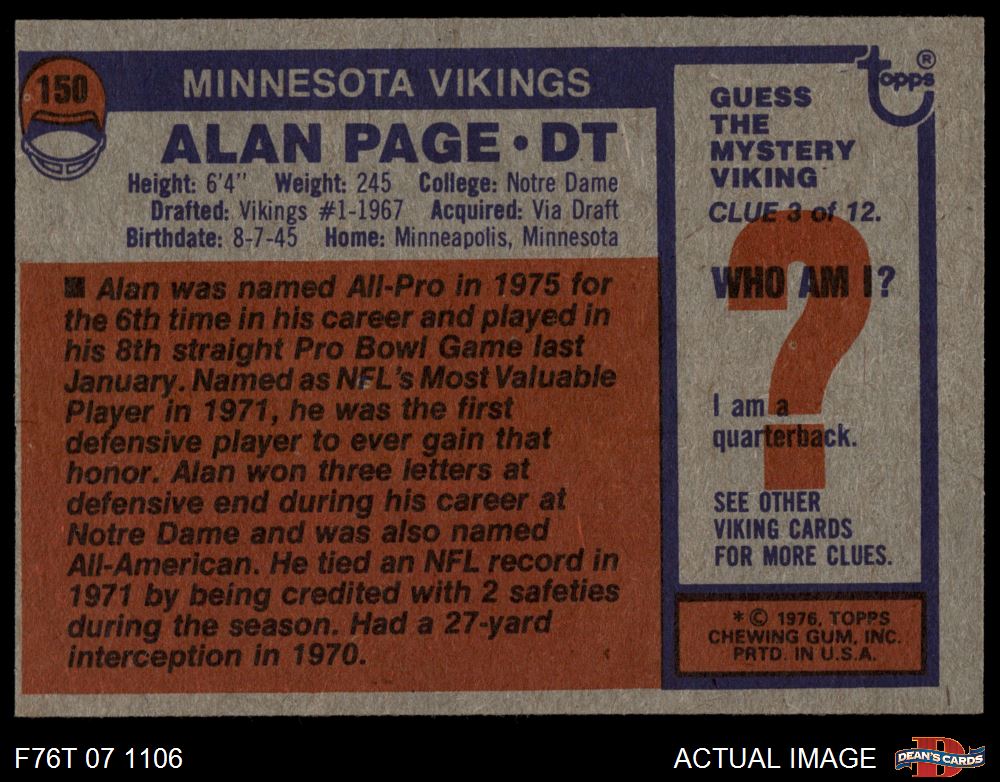 150
MINNESOTA VIKINGS
ALAN PAGE • DT
Height: 6'4" Weight: 245 College: Notre Dame
Drafted: Vikings #1-1967 Acquired: Via Draft
Birthdate: 8-7-45 Home: Minneapolis, Minnesota
■ Alan was named All-Pro in 1975 for
the 6th time in his career and played in
his 8th straight Pro Bowl Game last
January. Named as NFL's Most Valuable
Player in 1971, he was the first
defensive player to ever gain that
honor. Alan won three letters at
defensive end during his career at
Notre Dame and was also named
All-American. He tied an NFL record in
1971 by being credited with 2 safeties
during the season. Had a 27-yard
interception in 1970.
topps®
GUESS
THE
MYSTERY
VIKING
CLUE 3 of 12.
?
WHO AM I?
I am a
quarterback.
SEE OTHER
VIKING CARDS
FOR MORE CLUES.
* © 1976, TOPPS
CHEWING GUM, INC.
PRTD. IN U.S.A.
F76T 07 1106
ACTUAL IMAGE
D
DEAN'S CARDS